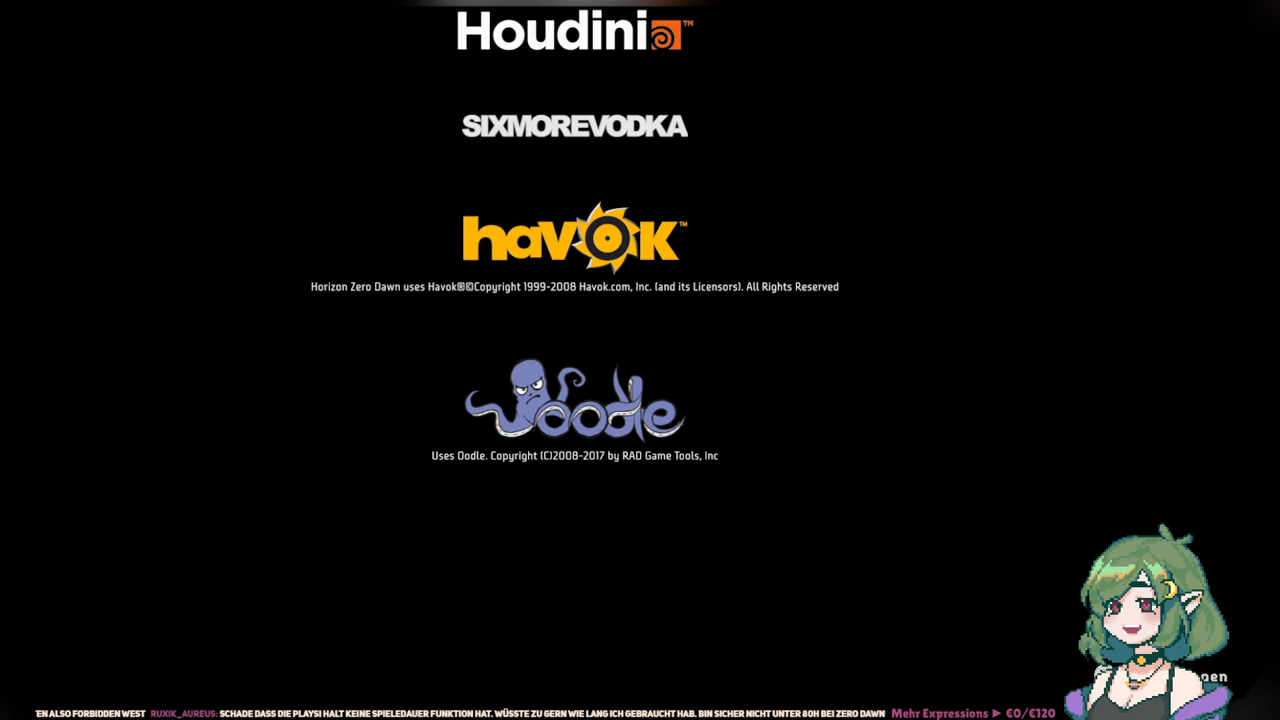 Houdini™
SIXMOREVODKA
havok™
Horizon Zero Dawn uses Havok®©Copyright 1999-2008 Havok.com, Inc. (and its Licensors). All Rights Reserved
Oodle
Uses Oodle. Copyright (C)2008-2017 by RAD Game Tools, Inc
EN ALSO FORBIDDEN WEST RUXIK_AUREUS: SCHADE DASS DIE PLAYSI HALT KEINE SPIELEDAUER FUNKTION HAT. WÜSSTE ZU GERN WIE LANG ICH GEBRAUCHT HAB. BIN SICHER NICHT UNTER 80H BEI ZERO DAWN Mehr Expressions ► €0/€120